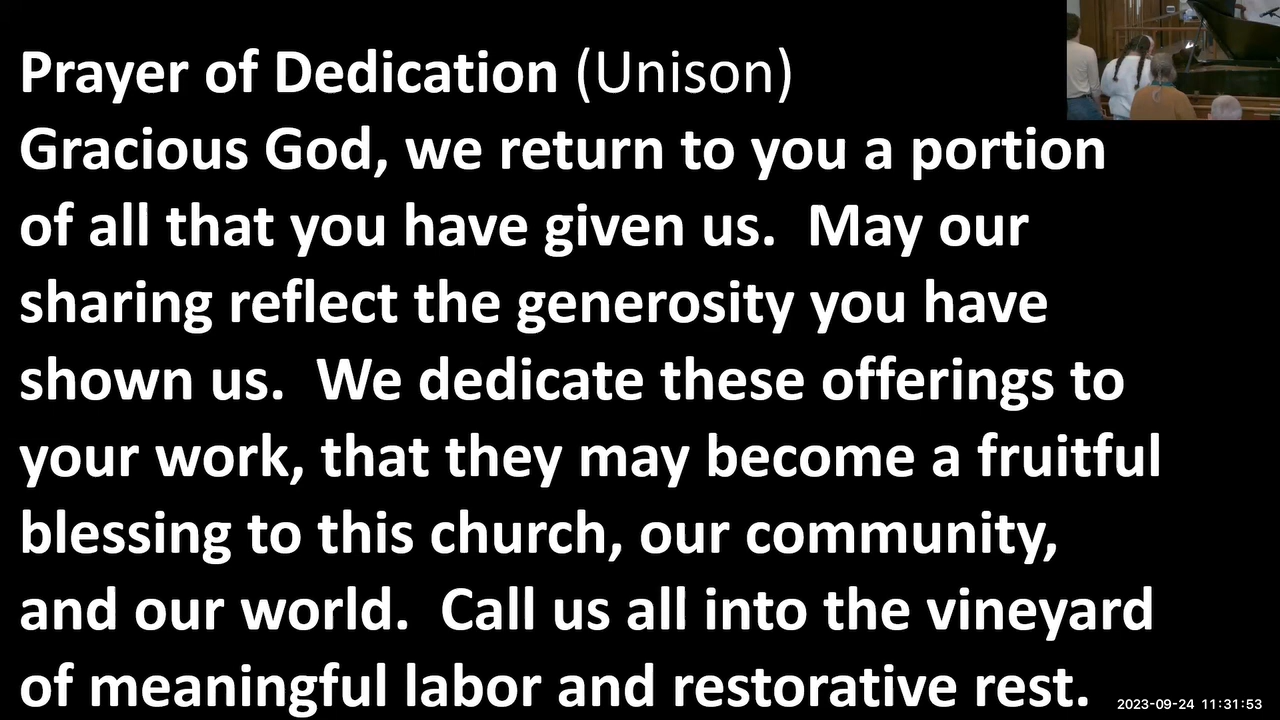 Prayer of Dedication (Unison)
Gracious God, we return to you a portion
of all that you have given us.  May our
sharing reflect the generosity you have
shown us.  We dedicate these offerings to
your work, that they may become a fruitful
blessing to this church, our community,
and our world.  Call us all into the vineyard
of meaningful labor and restorative rest.
2023-09-24 11:31:53